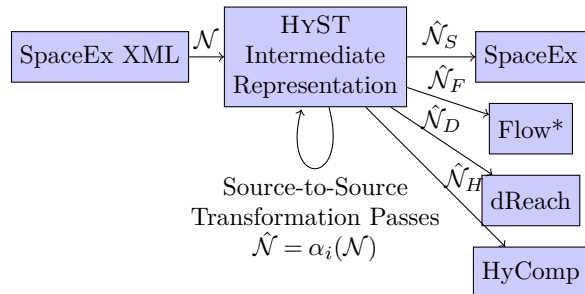 SpaceEx XML
𝒩
HYST
Intermediate
Representation
𝒩̂_S
SpaceEx
𝒩̂_F
Flow*
𝒩̂_D
dReach
𝒩̂_H
HyComp
Source-to-Source
Transformation Passes
𝒩̂ = α_i(𝒩)